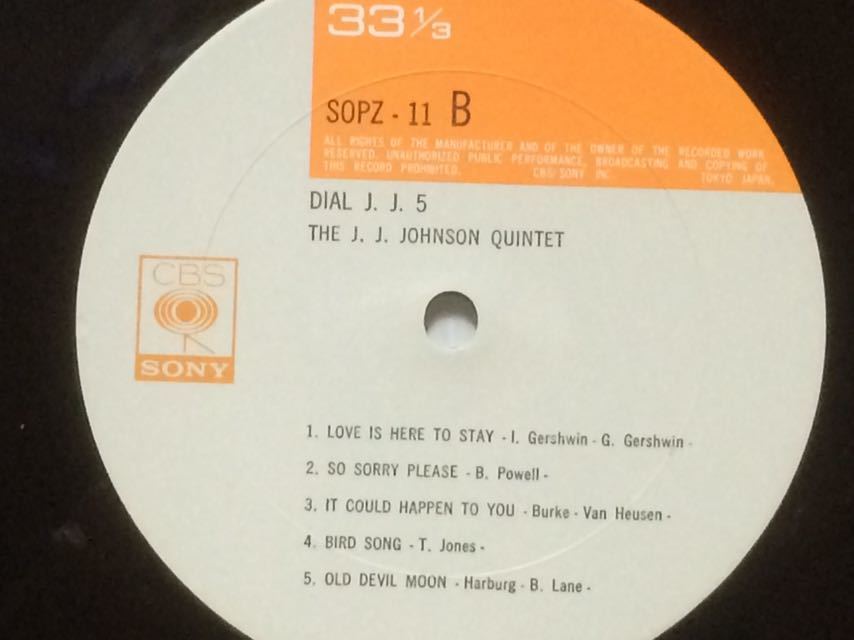 33 1/3
SOPZ - 11 B
ALL RIGHTS OF THE MANUFACTURER AND OF THE OWNER OF THE RECORDED WORK
RESERVED. UNAUTHORIZED PUBLIC PERFORMANCE, BROADCASTING AND COPYING OF
THIS RECORD PROHIBITED. CBS/SONY INC. TOKYO JAPAN.
DIAL J. J. 5
THE J. J. JOHNSON QUINTET
CBS
SONY
1. LOVE IS HERE TO STAY - I. Gershwin - G. Gershwin -
2. SO SORRY PLEASE - B. Powell -
3. IT COULD HAPPEN TO YOU - Burke - Van Heusen -
4. BIRD SONG - T. Jones -
5. OLD DEVIL MOON - Harburg - B. Lane -